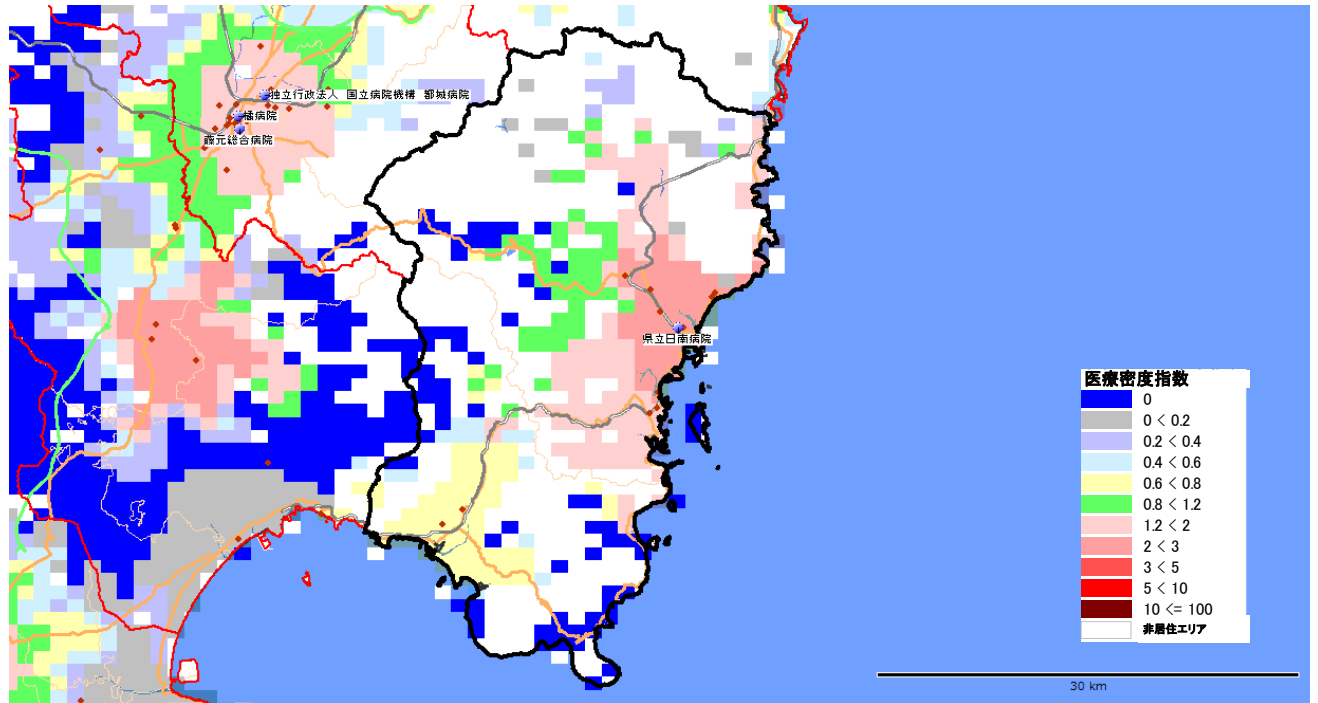 独立行政法人 国立病院機構 都城病院
橘病院
藤元総合病院
県立日南病院
医療密度指数
0
0 < 0.2
0.2 < 0.4
0.4 < 0.6
0.6 < 0.8
0.8 < 1.2
1.2 < 2
2 < 3
3 < 5
5 < 10
10 <= 100
非居住エリア
30 km